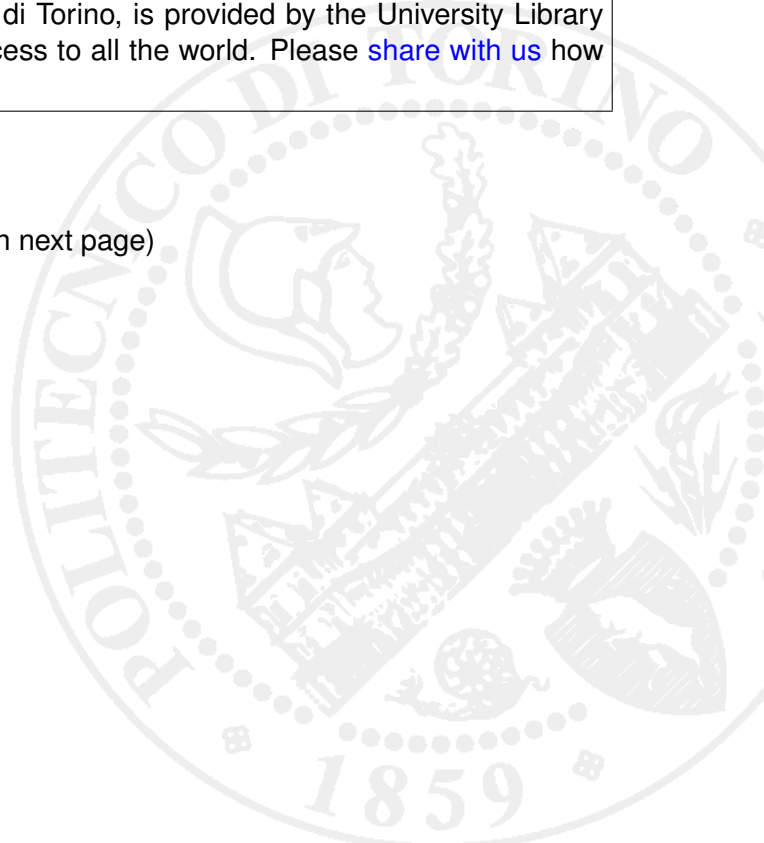 di Torino, is provided by the University Library
cess to all the world. Please share with us how
n next page)
POLITECNICO DI TORINO
1859